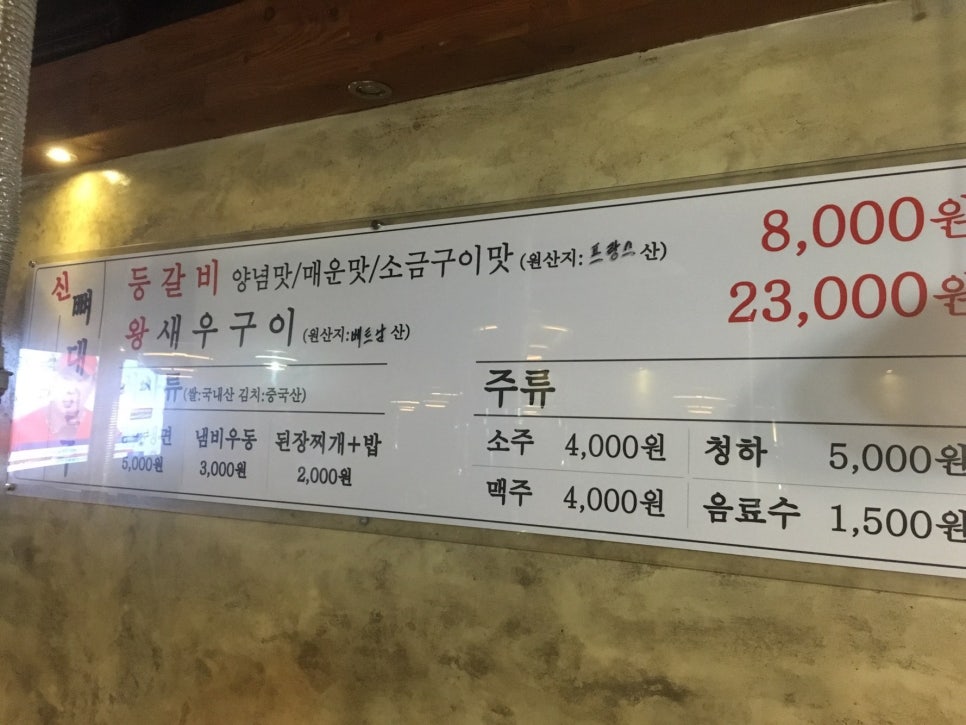 신뼈대
등갈비 양념맛/매운맛/소금구이맛 (원산지: 프랑스 산) 8,000원
왕새우구이 (원산지:베트남 산) 23,000원
류 (쌀:국내산 김치:중국산)
냄비우동 된장찌개+밥
5,000원 3,000원 2,000원
주류
소주 4,000원 청하 5,000원
맥주 4,000원 음료수 1,500원